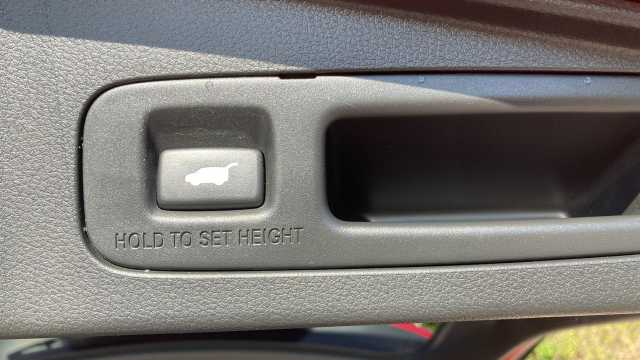 HOLD TO SET HEIGHT